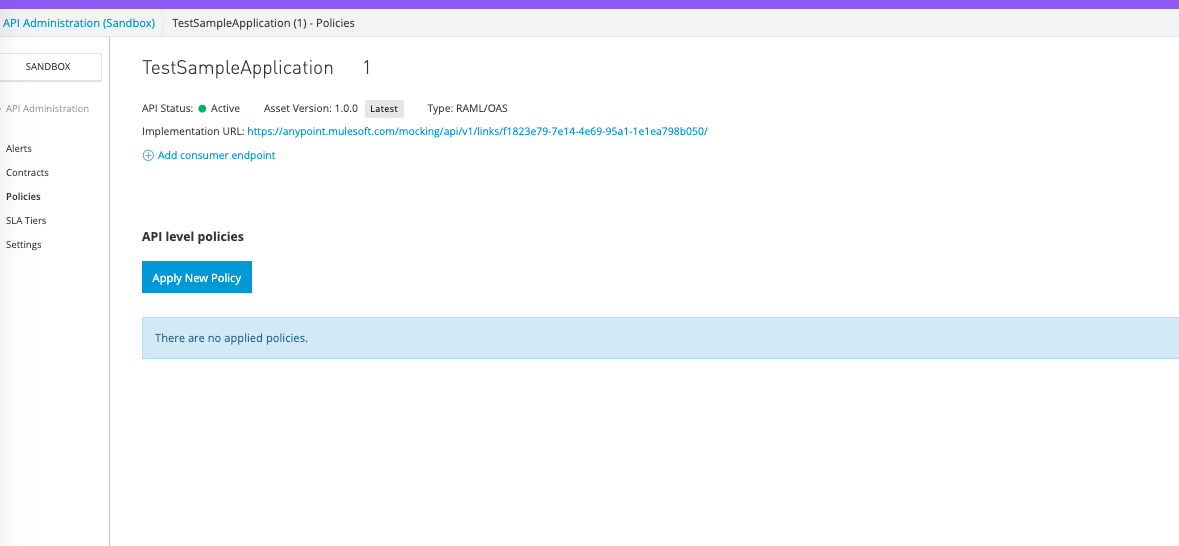 API Administration (Sandbox) TestSampleApplication (1) - Policies
SANDBOX
API Administration
Alerts
Contracts
Policies
SLA Tiers
Settings
TestSampleApplication 1
API Status: Active Asset Version: 1.0.0 Latest Type: RAML/OAS
Implementation URL: https://anypoint.mulesoft.com/mocking/api/v1/links/f1823e79-7e14-4e69-95a1-1e1ea798b050/
Add consumer endpoint
API level policies
Apply New Policy
There are no applied policies.